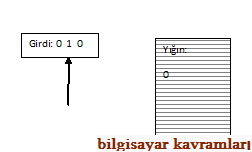 Girdi: 0 1 0
Yığın:
0
bilgisayar kavramları